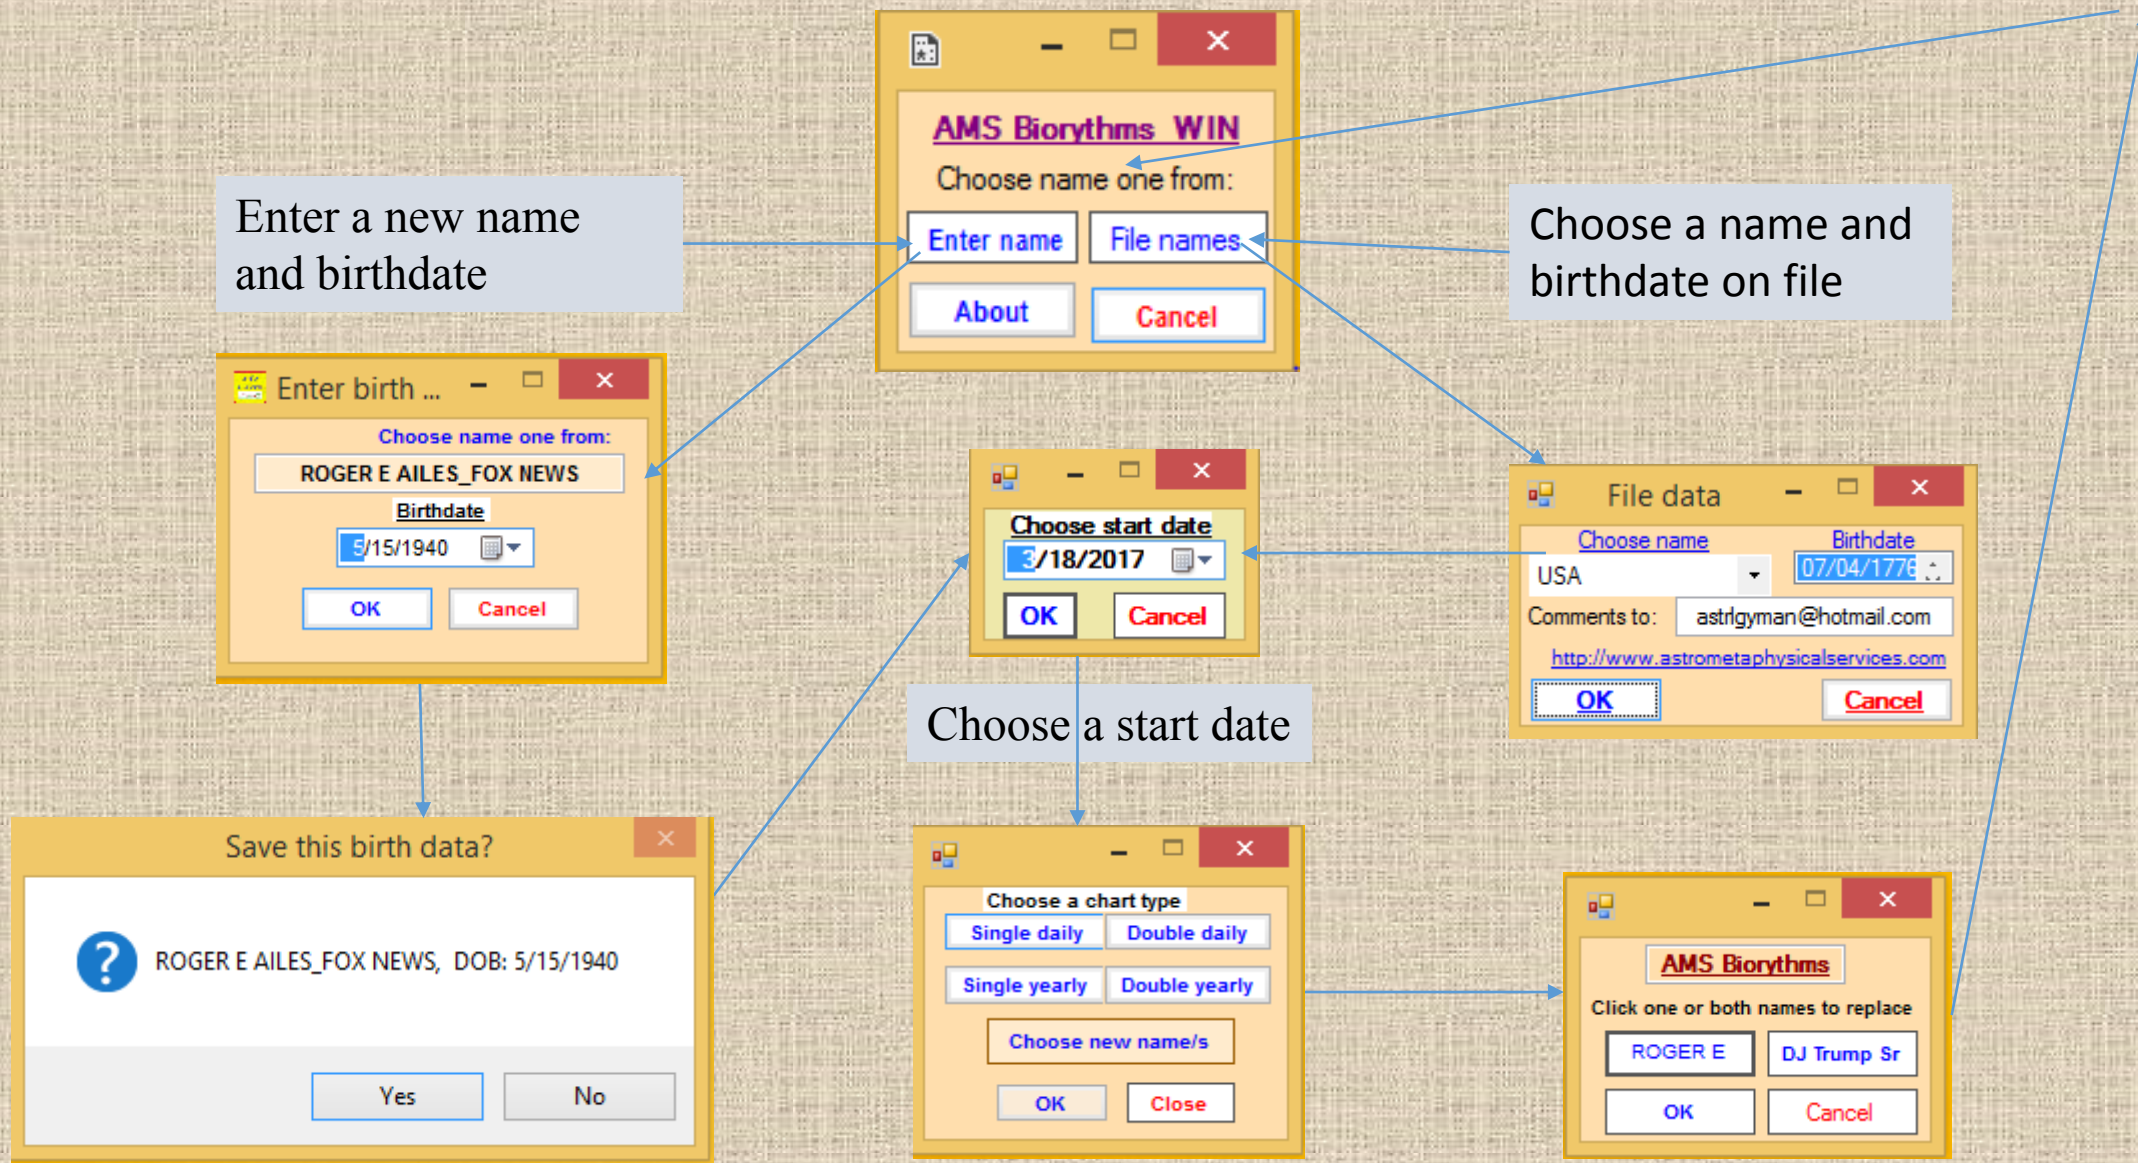 AMS Biorythms  WIN
Choose name one from:
Enter name
File names
About
Cancel
Enter a new name
and birthdate
Choose a name and
birthdate on file
Enter birth ...
Choose name one from:
ROGER E AILES_FOX NEWS
Birthdate
5/15/1940
OK
Cancel
Choose start date
3/18/2017
OK
Cancel
File data
Choose name
Birthdate
USA
07/04/1776
Comments to:
astrlgyman@hotmail.com
http://www.astrometaphysicalservices.com
OK
Cancel
Choose a start date
Save this birth data?
ROGER E AILES_FOX NEWS,  DOB: 5/15/1940
Yes
No
Choose a chart type
Single daily
Double daily
Single yearly
Double yearly
Choose new name/s
OK
Close
AMS Biorythms
Click one or both names to replace
ROGER E
DJ Trump Sr
OK
Cancel